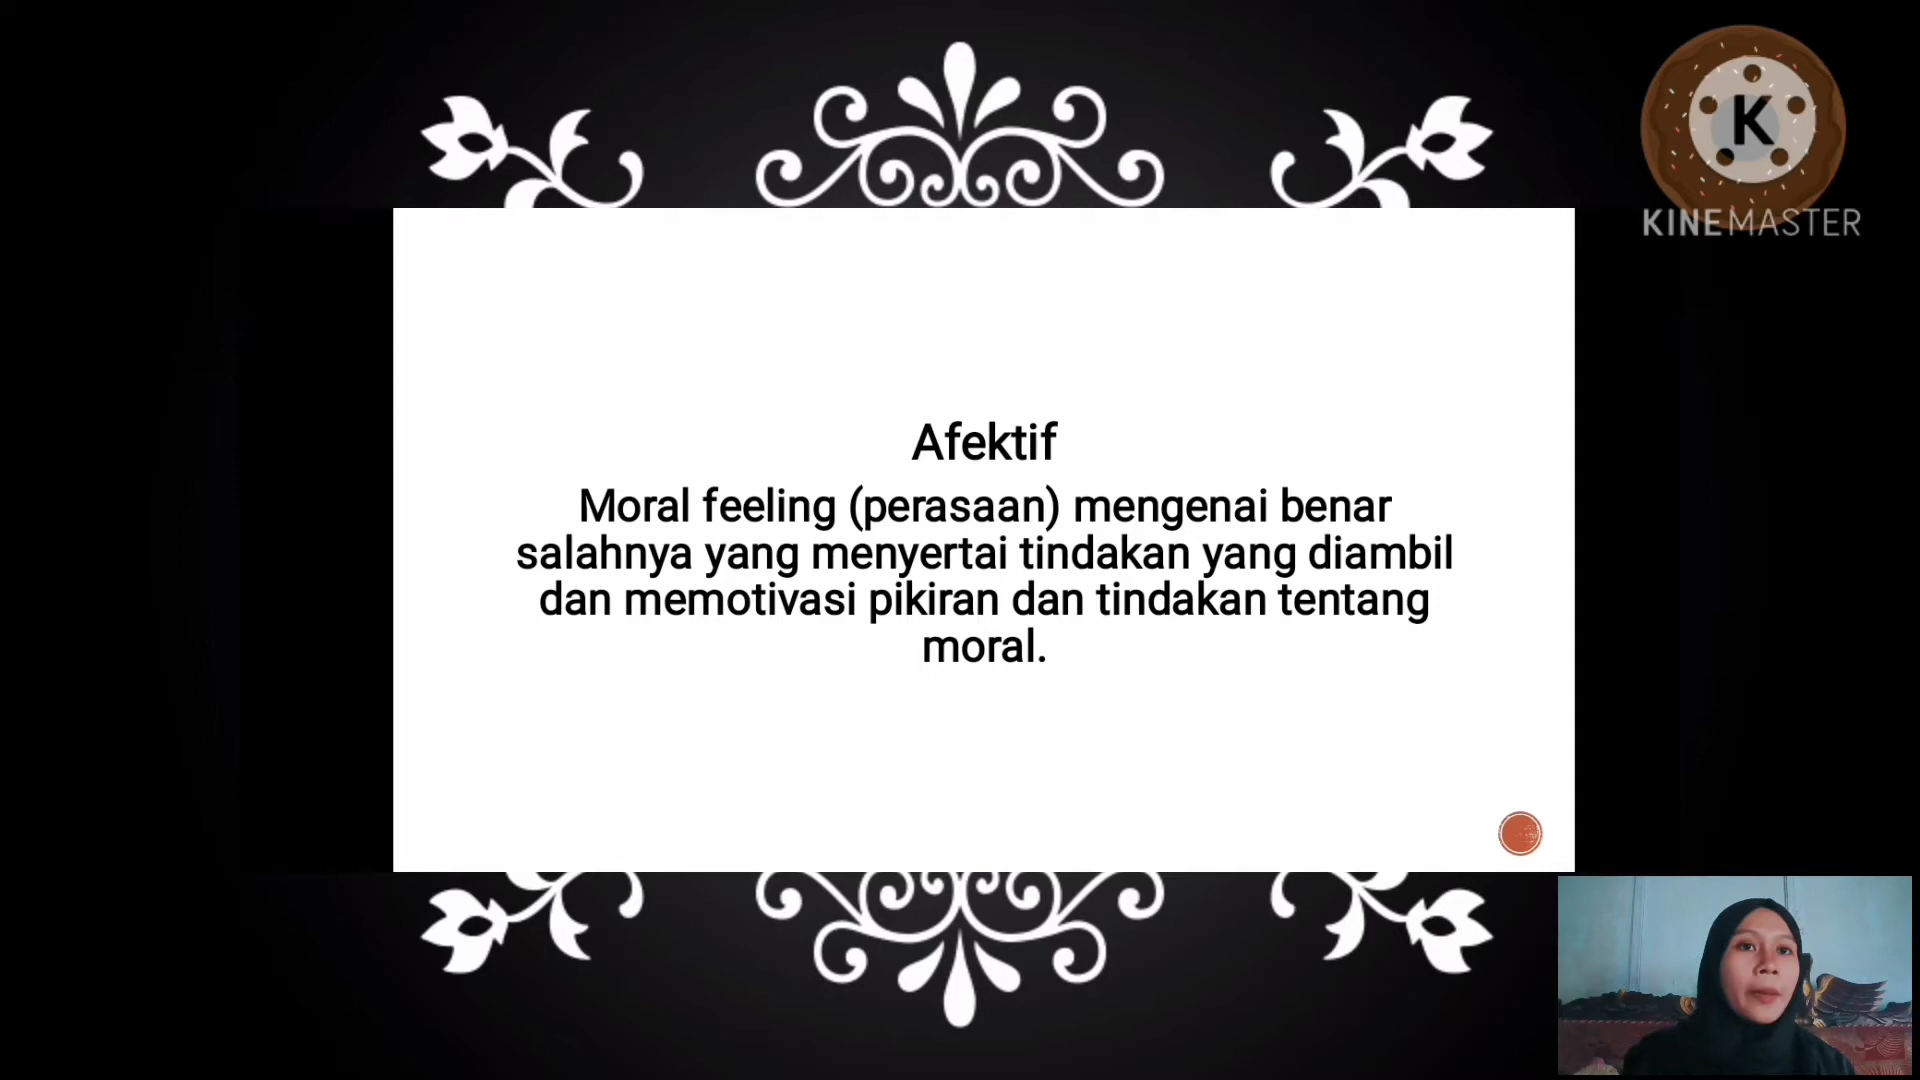 K
KINEMASTER
Afektif
Moral feeling (perasaan) mengenai benar
salahnya yang menyertai tindakan yang diambil
dan memotivasi pikiran dan tindakan tentang
moral.